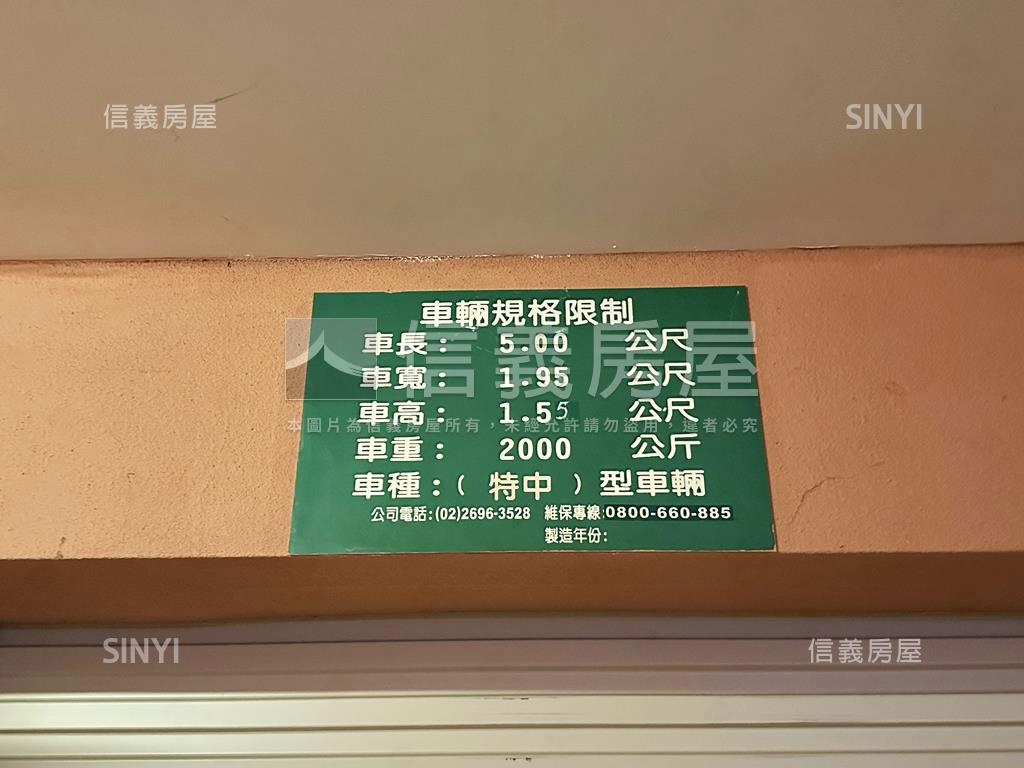 信義房屋 SINYI
車輛規格限制
車長: 5.05 公尺
車寬: 1.95 公尺
車高: 1.55 公尺
信義房屋
本圖片為信義房屋所有,未經允許請勿盜用,違者必究
車重: 2000 公斤
車種:( 特中 )型車輛
公司電話:(02)2696-3528 維保專線:0800-660-885
製造年份:
SINYI 信義房屋